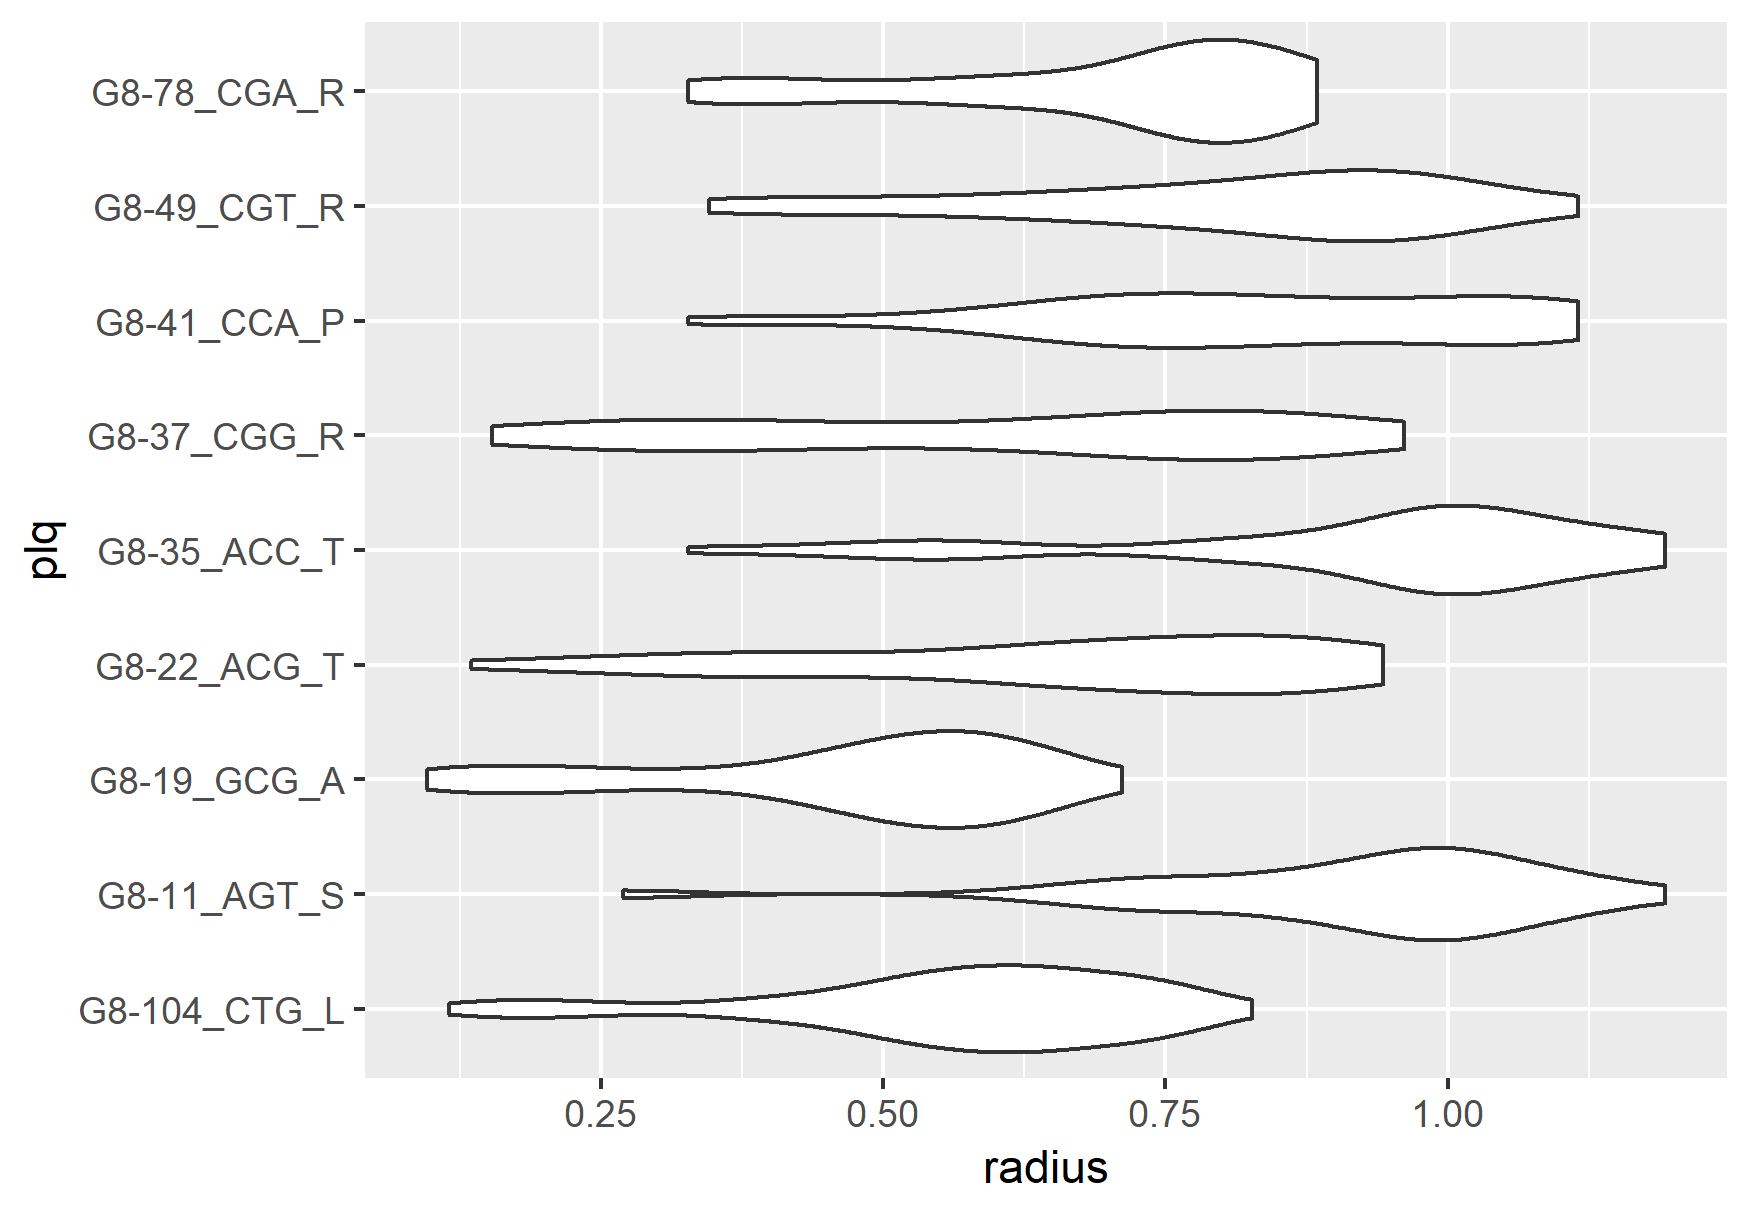 G8-78_CGA_R
G8-49_CGT_R
G8-41_CCA_P
G8-37_CGG_R
G8-35_ACC_T
G8-22_ACG_T
G8-19_GCG_A
G8-11_AGT_S
G8-104_CTG_L
plq
0.25 0.50 0.75 1.00
radius